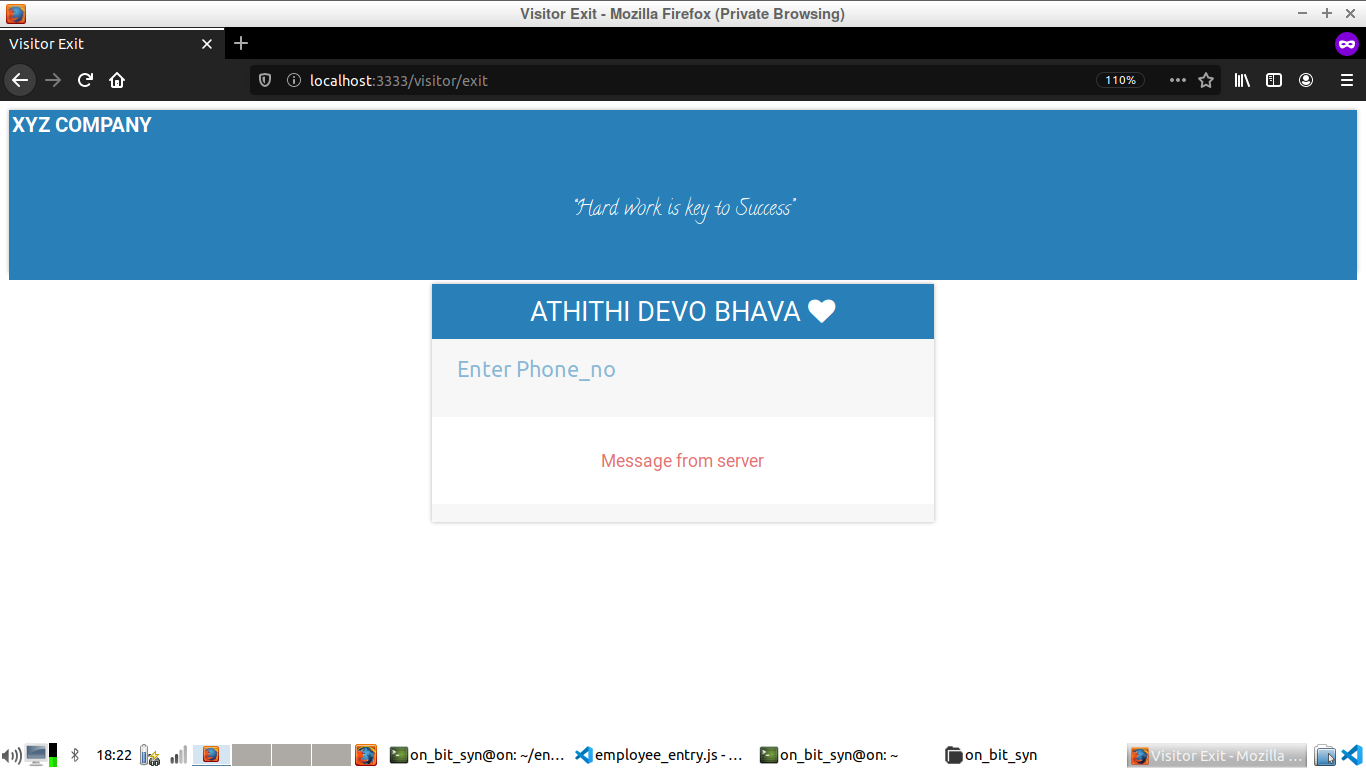 Visitor Exit - Mozilla Firefox (Private Browsing)
Visitor Exit
localhost:3333/visitor/exit
110%
XYZ COMPANY
"Hard work is key to Success"
ATHITHI DEVO BHAVA
Enter Phone_no
Message from server
18:22
on_bit_syn@on: ~/en...
employee_entry.js - ...
on_bit_syn@on: ~
on_bit_syn
Visitor Exit - Mozilla ...